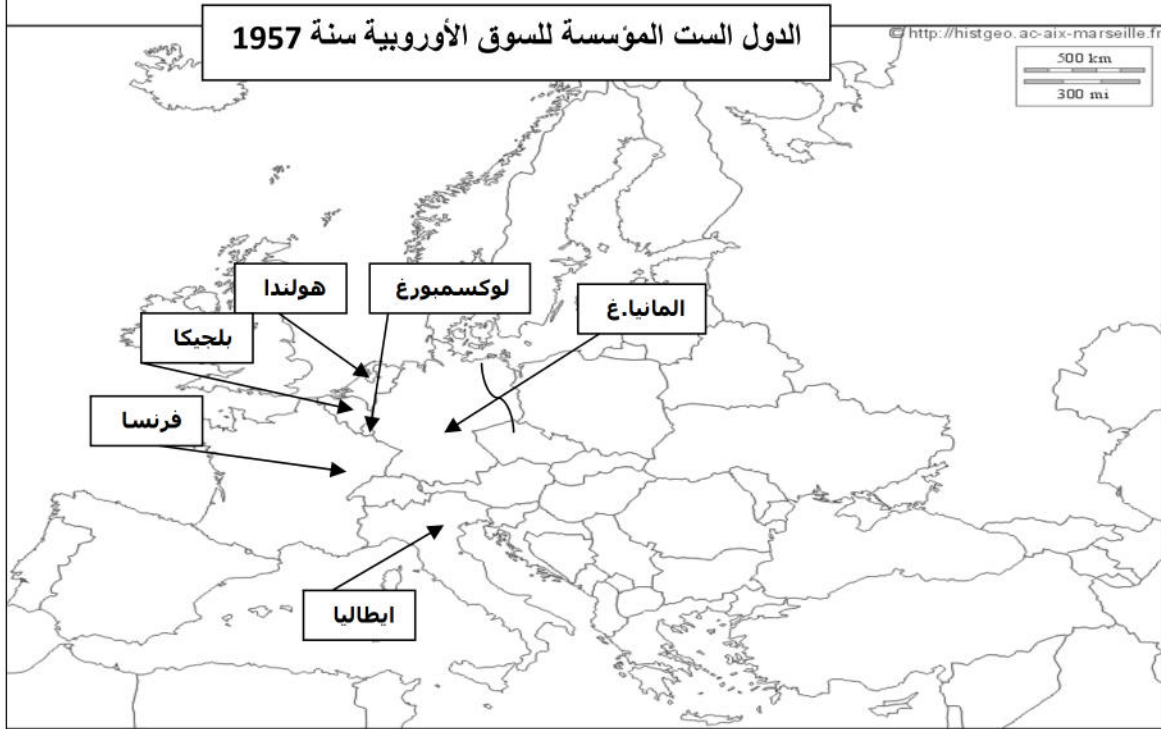 الدول الست المؤسسة للسوق الأوروبية سنة 1957
© http://histgeo.ac-aix-marseille.fr
500 km
300 mi
هولندا
لوكسمبورغ
المانيا.غ
بلجيكا
فرنسا
ايطاليا